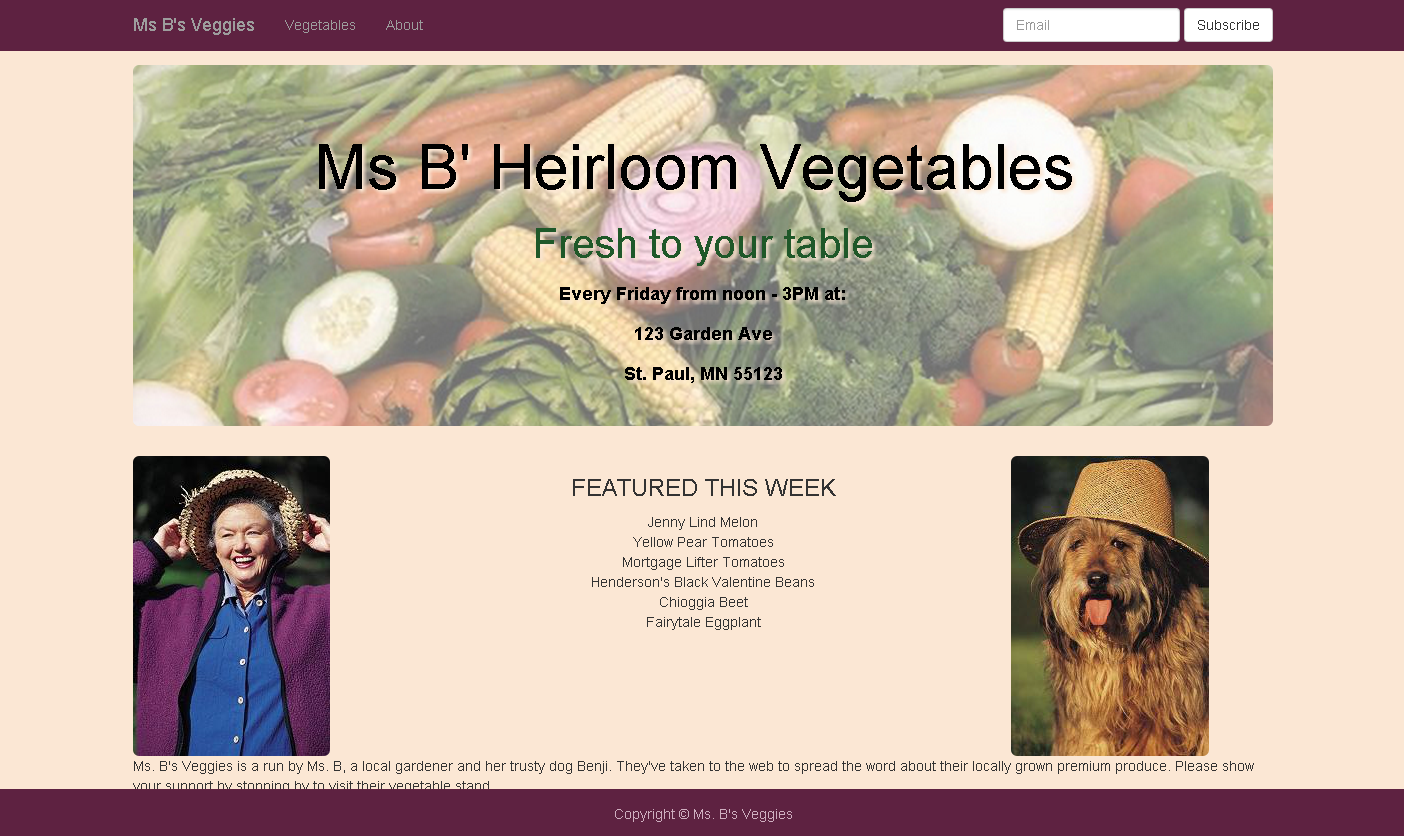 Ms B's Veggies Vegetables About Email Subscribe
Ms B' Heirloom Vegetables
Fresh to your table
Every Friday from noon - 3PM at:
123 Garden Ave
St. Paul, MN 55123
FEATURED THIS WEEK
Jenny Lind Melon
Yellow Pear Tomatoes
Mortgage Lifter Tomatoes
Henderson's Black Valentine Beans
Chioggia Beet
Fairytale Eggplant
Ms. B's Veggies is a run by Ms. B, a local gardener and her trusty dog Benji. They've taken to the web to spread the word about their locally grown premium produce. Please show
your support by stopping by to visit their vegetable stand
Copyright © Ms. B's Veggies